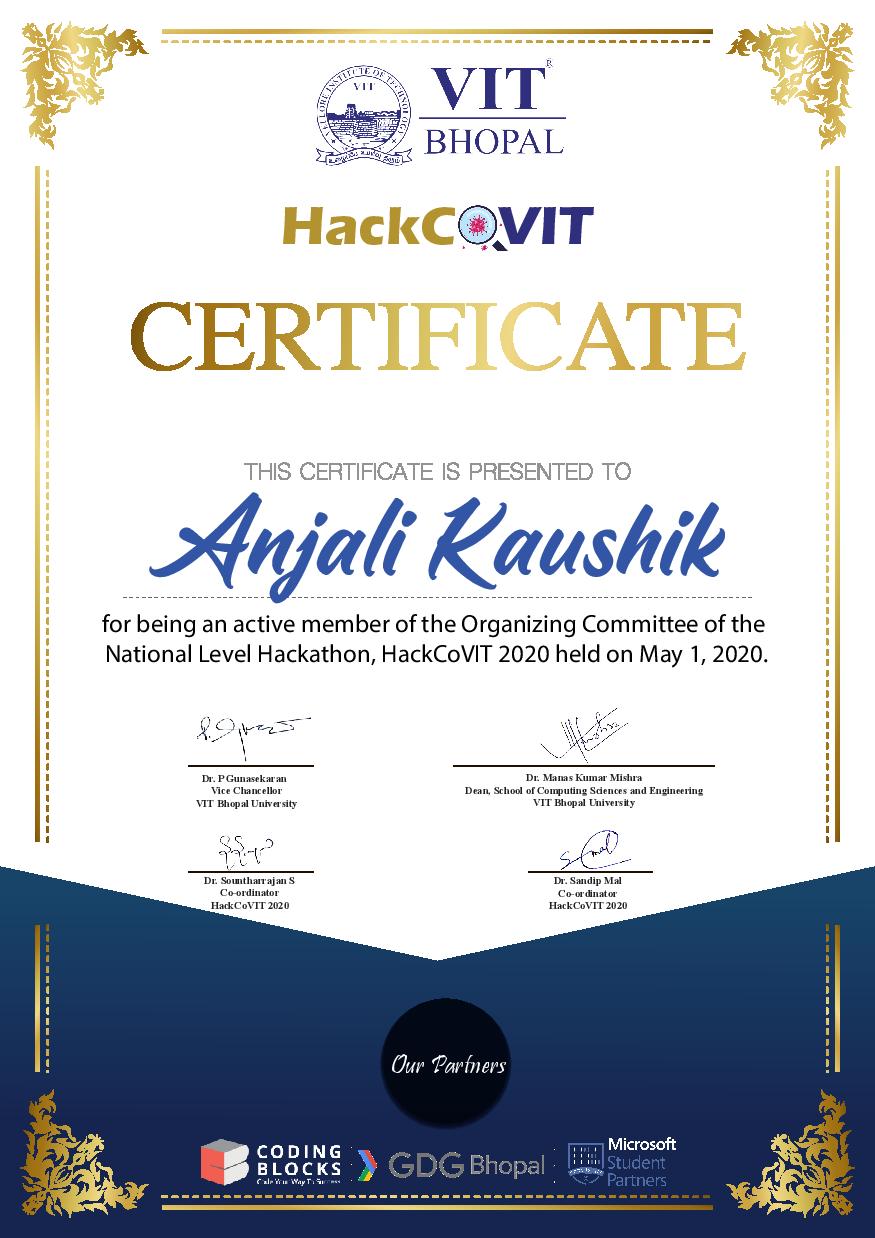 VELLORE INSTITUTE OF TECHNOLOGY
VIT
VIT®
BHOPAL
HackCoVIT
CERTIFICATE
THIS CERTIFICATE IS PRESENTED TO
Anjali Kaushik
for being an active member of the Organizing Committee of the
National Level Hackathon, HackCoVIT 2020 held on May 1, 2020.
Dr. P Gunasekaran
Vice Chancellor
VIT Bhopal University
Dr. Manas Kumar Mishra
Dean, School of Computing Sciences and Engineering
VIT Bhopal University
Dr. Sountharrajan S
Co-ordinator
HackCoVIT 2020
Dr. Sandip Mal
Co-ordinator
HackCoVIT 2020
Our Partners
CODING
BLOCKS
Code Your Way To Success
GDG Bhopal
Microsoft
Student
Partners